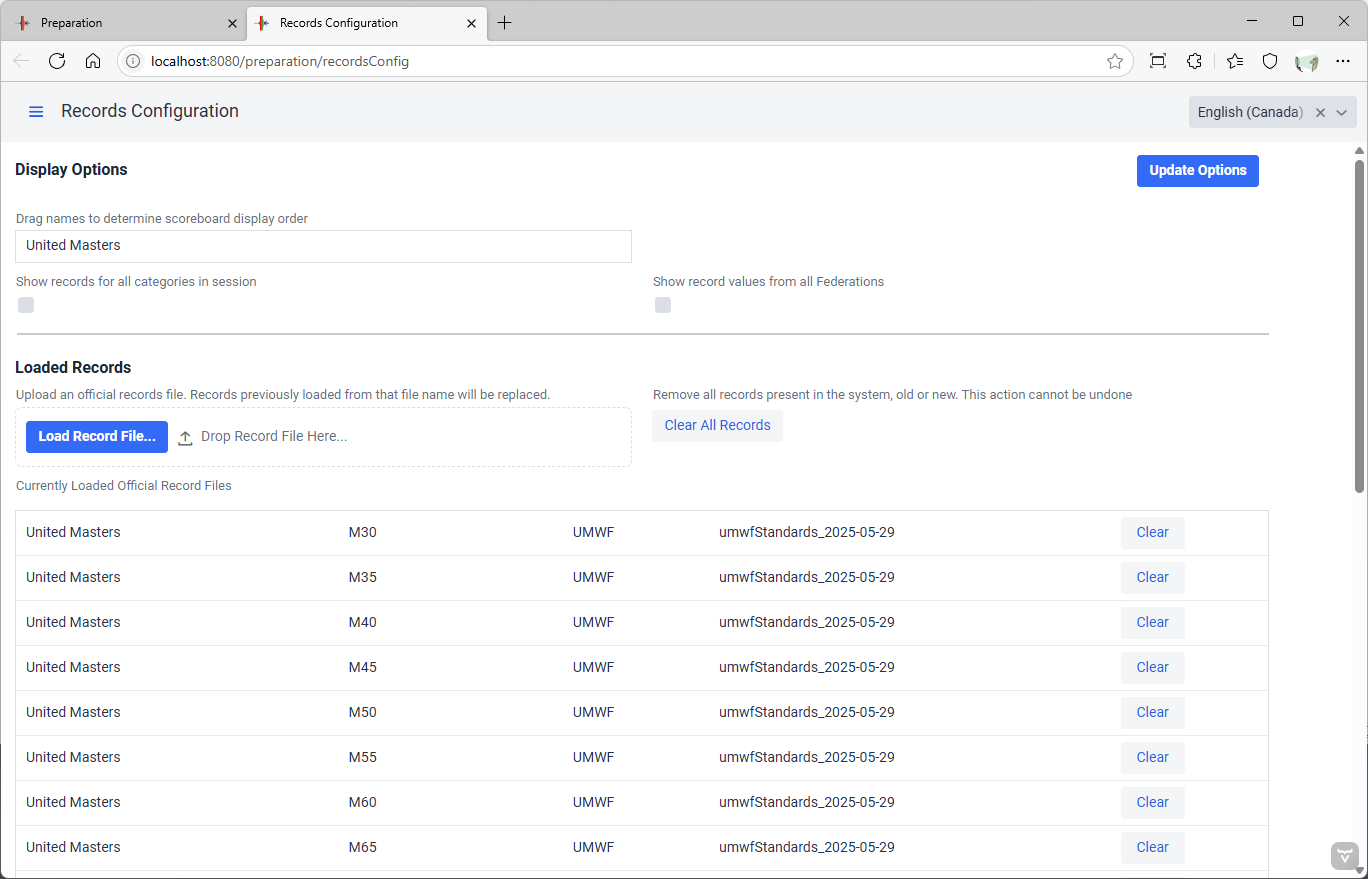 Preparation
Records Configuration
localhost:8080/preparation/recordsConfig
Records Configuration
English (Canada)
Display Options
Update Options
Drag names to determine scoreboard display order
United Masters
Show records for all categories in session
Show record values from all Federations
Loaded Records
Upload an official records file. Records previously loaded from that file name will be replaced.
Remove all records present in the system, old or new. This action cannot be undone
Load Record File...
Drop Record File Here...
Clear All Records
Currently Loaded Official Record Files
United Masters M30 UMWF umwfStandards_2025-05-29 Clear
United Masters M35 UMWF umwfStandards_2025-05-29 Clear
United Masters M40 UMWF umwfStandards_2025-05-29 Clear
United Masters M45 UMWF umwfStandards_2025-05-29 Clear
United Masters M50 UMWF umwfStandards_2025-05-29 Clear
United Masters M55 UMWF umwfStandards_2025-05-29 Clear
United Masters M60 UMWF umwfStandards_2025-05-29 Clear
United Masters M65 UMWF umwfStandards_2025-05-29 Clear